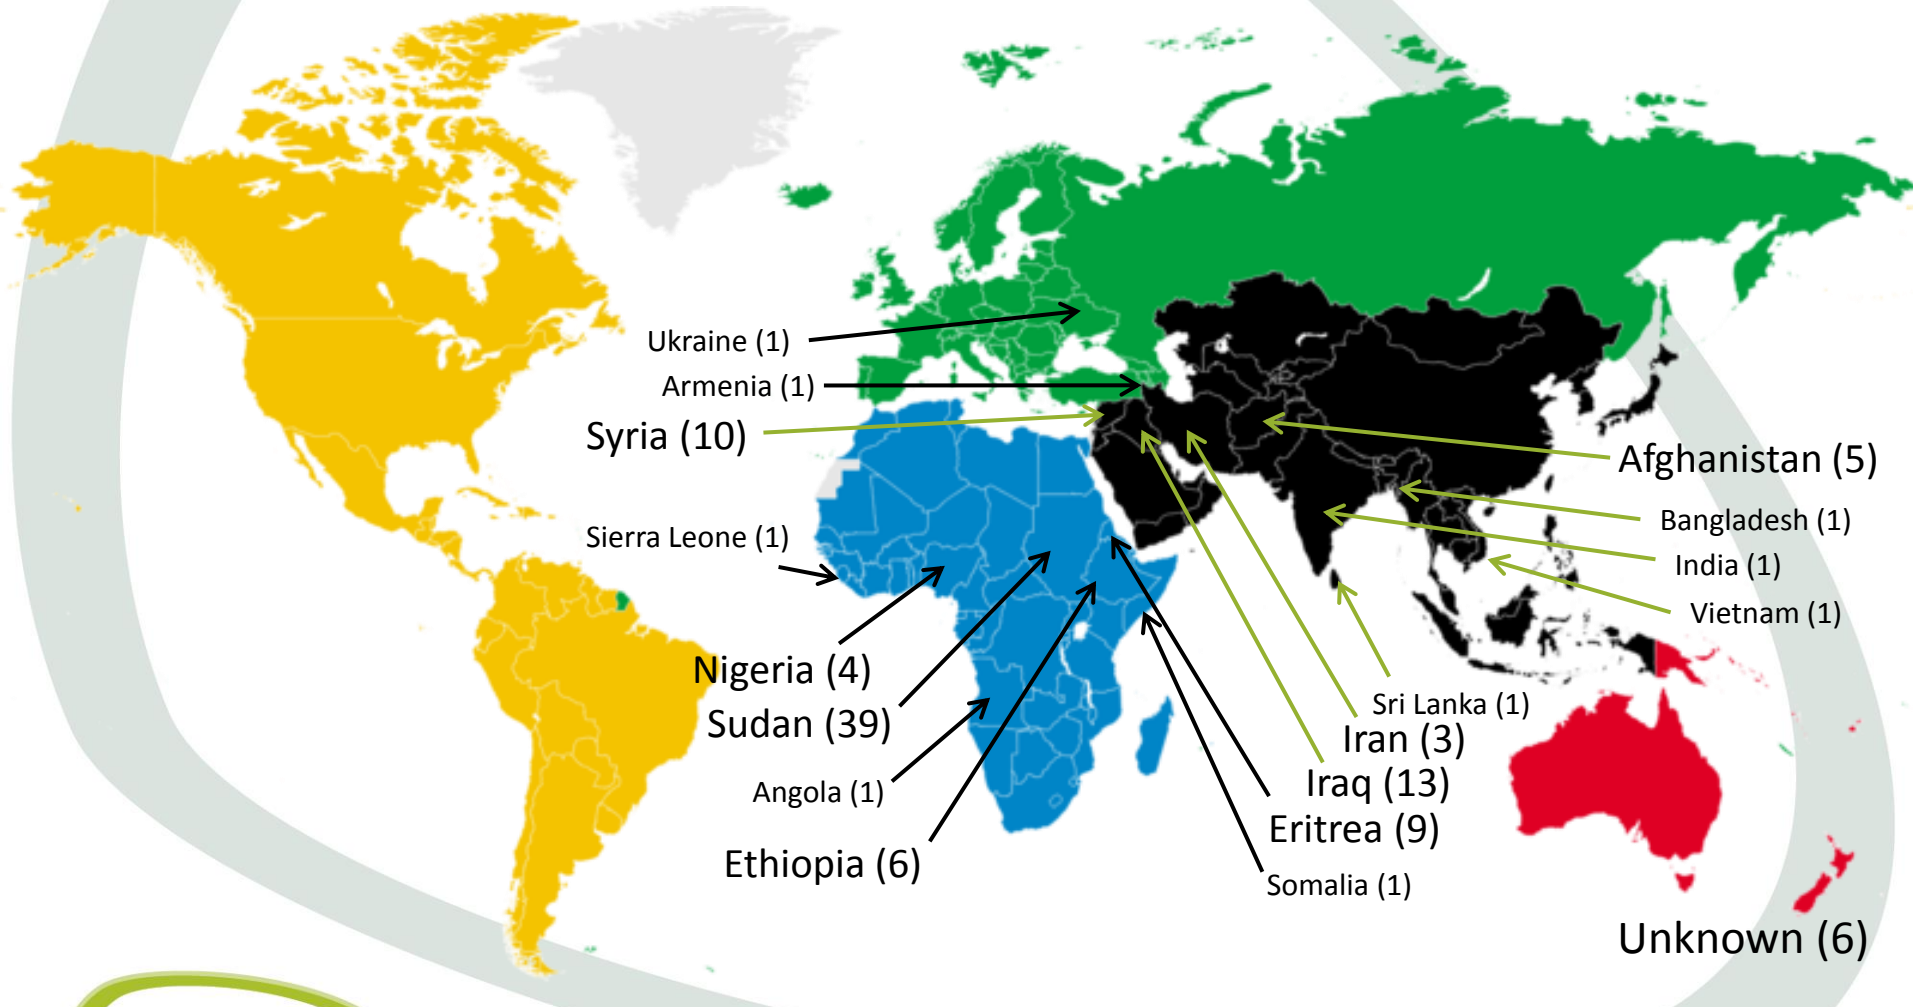 Ukraine (1)
Armenia (1)
Syria (10)
Sierra Leone (1)
Nigeria (4)
Sudan (39)
Angola (1)
Ethiopia (6)
Afghanistan (5)
Bangladesh (1)
India (1)
Vietnam (1)
Sri Lanka (1)
Iran (3)
Iraq (13)
Eritrea (9)
Somalia (1)
Unknown (6)